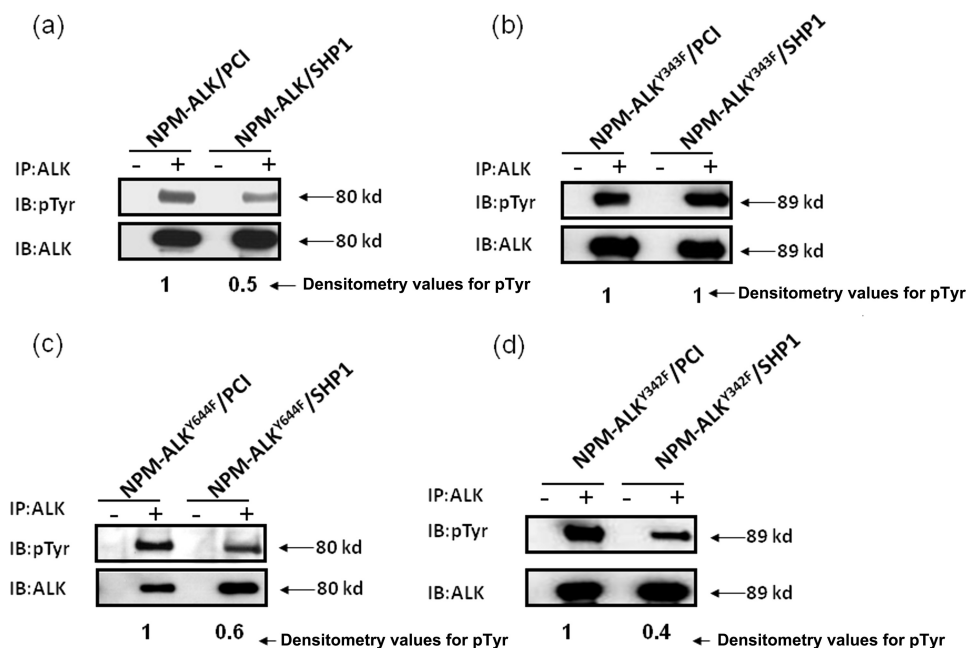 (a)
NPM-ALK/PCI
NPM-ALK/SHP1
IP:ALK - + - +
IB:pTyr 80 kd
IB:ALK 80 kd
1 0.5 Densitometry values for pTyr
(b)
NPM-ALKY343F/PCI
NPM-ALKY343F/SHP1
IP:ALK - + - +
IB:pTyr 89 kd
IB:ALK 89 kd
1 1 Densitometry values for pTyr
(c)
NPM-ALKY644F/PCI
NPM-ALKY644F/SHP1
IP:ALK - + - +
IB:pTyr 80 kd
IB:ALK 80 kd
1 0.6 Densitometry values for pTyr
(d)
NPM-ALKY342F/PCI
NPM-ALKY342F/SHP1
IP:ALK - + - +
IB:pTyr 89 kd
IB:ALK 89 kd
1 0.4 Densitometry values for pTyr